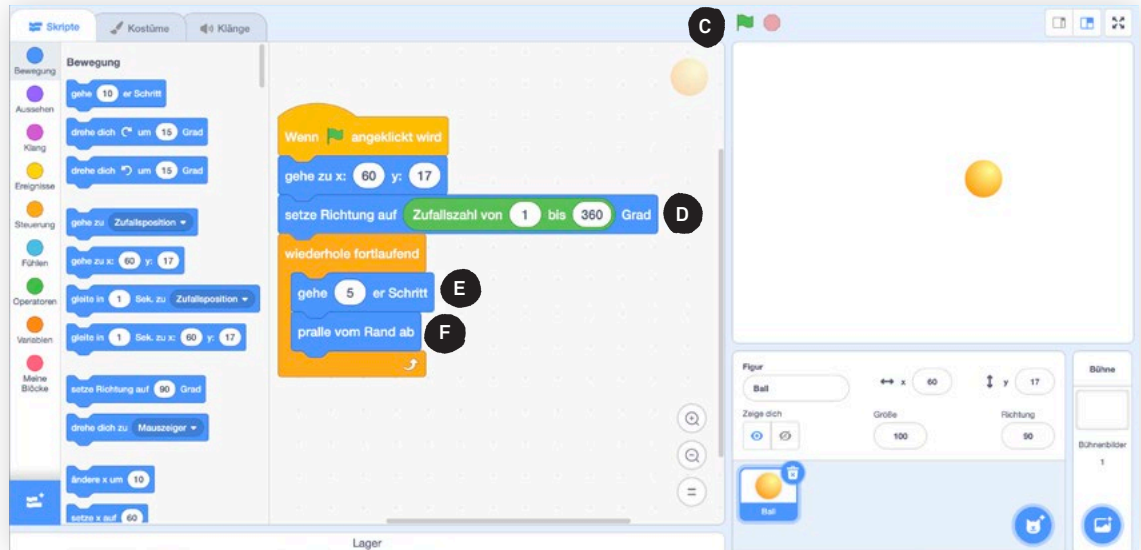 Skripte Kostüme Klänge
C
Bewegung
Aussehen
Klang
Ereignisse
Steuerung
Fühlen
Operatoren
Variablen
Meine
Blöcke
Bewegung
gehe 10 er Schritt
drehe dich um 15 Grad
drehe dich um 15 Grad
gehe zu Zufallsposition
gehe zu x: 60 y: 17
gleite in 1 Sek. zu Zufallsposition
gleite in 1 Sek. zu x: 60 y: 17
setze Richtung auf 90 Grad
drehe dich zu Mauszeiger
ändere x um 10
setze x auf 60
Wenn angeklickt wird
gehe zu x: 60 y: 17
setze Richtung auf Zufallszahl von 1 bis 360 Grad D
wiederhole fortlaufend
gehe 5 er Schritt E
pralle vom Rand ab F
Lager
Figur
Ball
x 60
y 17
Zeige dich
Größe
100
Richtung
90
Ball
Bühne
Bühnenbilder
1